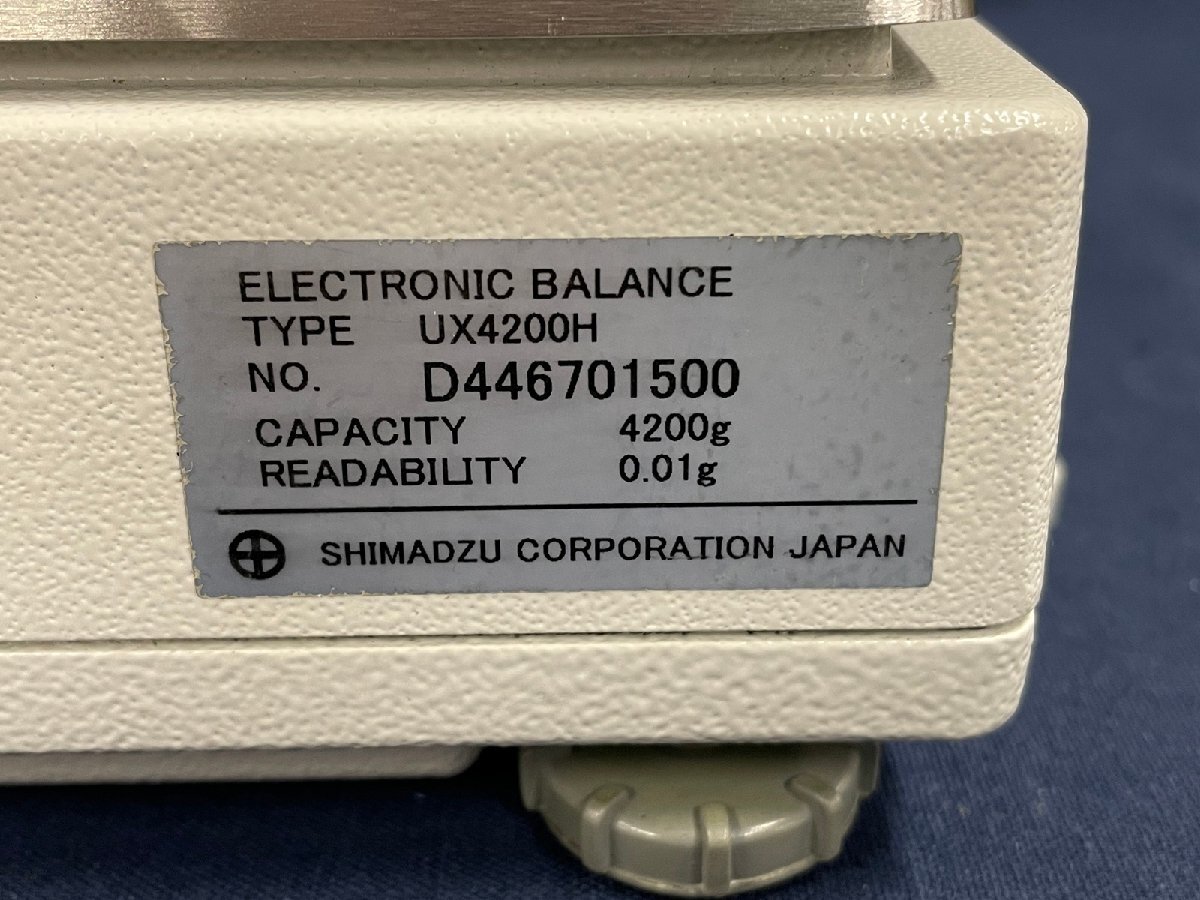 ELECTRONIC BALANCE
TYPE UX4200H
NO. D446701500
CAPACITY 4200g
READABILITY 0.01g
SHIMADZU CORPORATION JAPAN